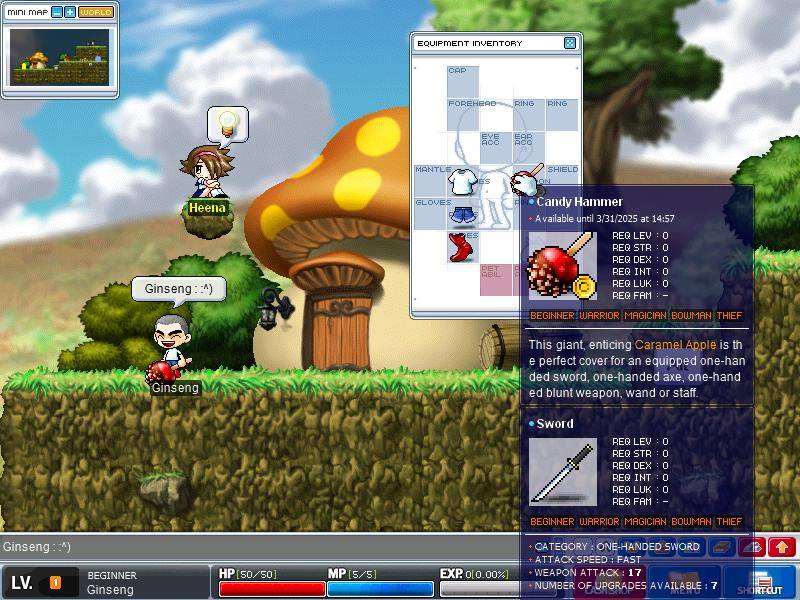 MINI MAP
WORLD
EQUIPMENT INVENTORY
CAP
FOREHEAD
RING
RING
EYE ACC
EAR ACC
MANTLE
SHIELD
GLOVES
PET
ABIL
Heena
Ginseng : :^)
Ginseng
Candy Hammer
Available until 3/31/2025 at 14:57
REQ LEV : 0
REQ STR : 0
REQ DEX : 0
REQ INT : 0
REQ LUK : 0
REQ FAM : -
BEGINNER WARRIOR MAGICIAN BOWMAN THIEF
This giant, enticing Caramel Apple is th
e perfect cover for an equipped one-han
ded sword, one-handed axe, one-hand
ed blunt weapon, wand or staff.
Sword
REQ LEV : 0
REQ STR : 0
REQ DEX : 0
REQ INT : 0
REQ LUK : 0
REQ FAM : -
BEGINNER WARRIOR MAGICIAN BOWMAN THIEF
CATEGORY : ONE-HANDED SWORD
ATTACK SPEED : FAST
WEAPON ATTACK : 17
NUMBER OF UPGRADES AVAILABLE : 7
Ginseng : :^)
LV. 1
BEGINNER
Ginseng
HP[50/50]
MP[5/5]
EXP.0[0.00%]
CASHSHOP
MENU
SHORTCUT